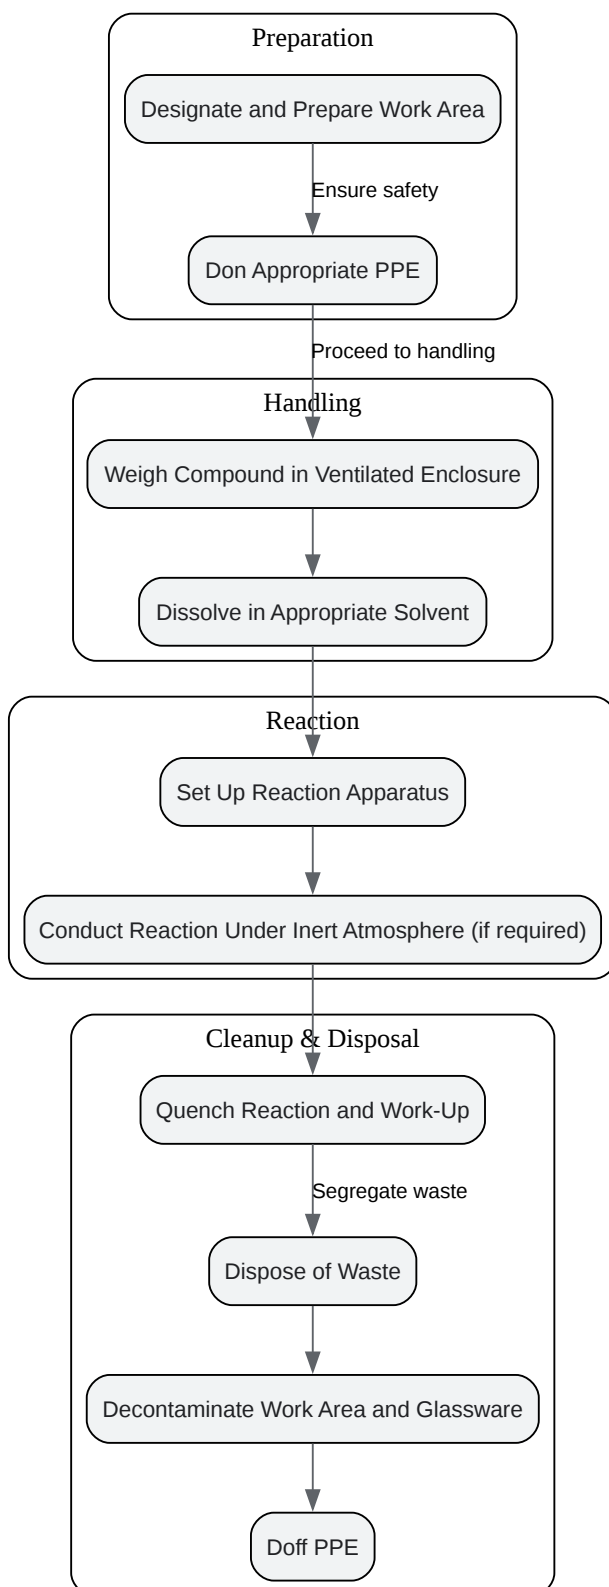 Preparation
Designate and Prepare Work Area
Ensure safety
Don Appropriate PPE
Proceed to handling
Handling
Weigh Compound in Ventilated Enclosure
Dissolve in Appropriate Solvent
Reaction
Set Up Reaction Apparatus
Conduct Reaction Under Inert Atmosphere (if required)
Cleanup & Disposal
Quench Reaction and Work-Up
Segregate waste
Dispose of Waste
Decontaminate Work Area and Glassware
Doff PPE